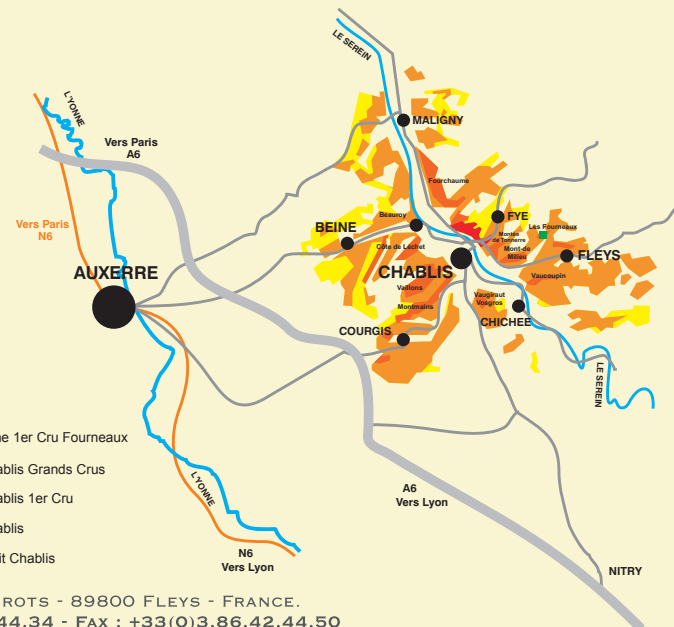 LE SEREIN
L'YONNE
Vers Paris
A6
MALIGNY
Fourchaume
Vers Paris
N6
BEINE
Beauroy
FYE
Les Fourneaux
Montée
de Tonnerre
Mont-de
Milieu
FLEYS
Côte de Léchet
CHABLIS
AUXERRE
Vaucoupin
Vaillons
Vaugiraut
Vosgros
Montmains
CHICHEE
COURGIS
LE SEREIN
ne 1er Cru Fourneaux
ablis Grands Crus
ablis 1er Cru
ablis
it Chablis
L'YONNE
A6
Vers Lyon
N6
Vers Lyon
NITRY
ROTS - 89800 FLEYS - FRANCE.
44.34 - FAX : +33(0)3.86.42.44.50